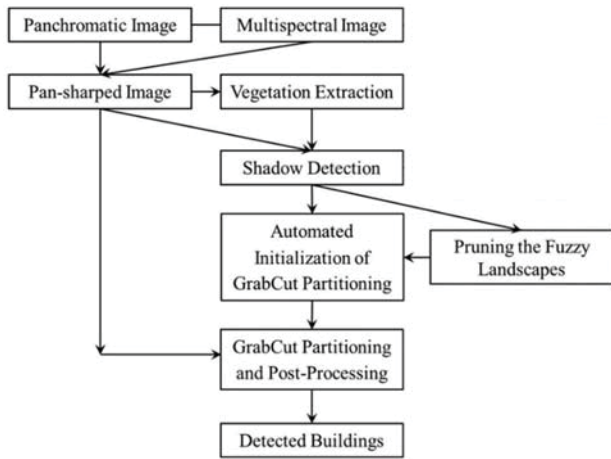 Panchromatic Image
Multispectral Image
Pan-sharped Image
Vegetation Extraction
Shadow Detection
Automated
Initialization of
GrabCut Partitioning
Pruning the Fuzzy
Landscapes
GrabCut Partitioning
and Post-Processing
Detected Buildings